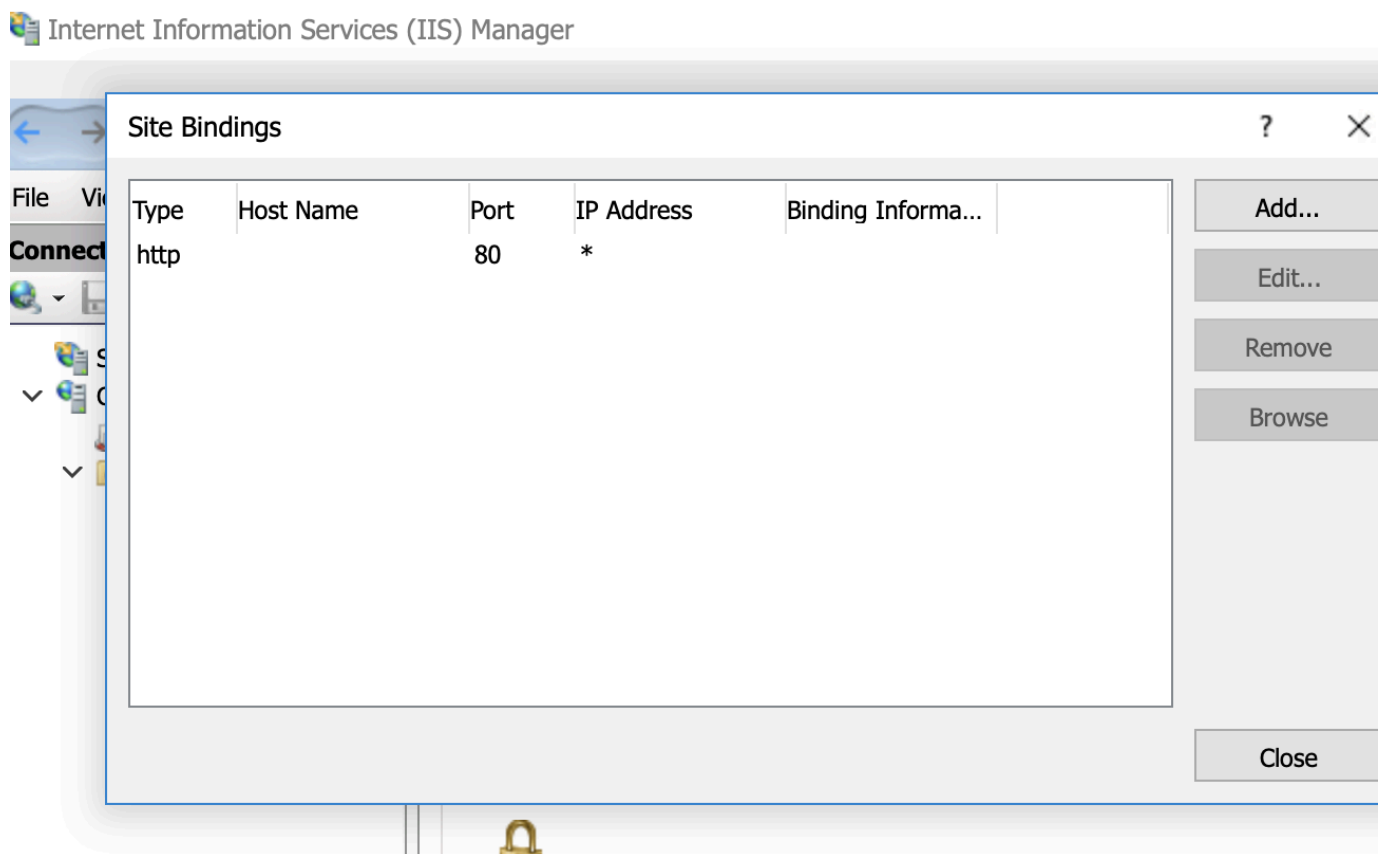 Internet Information Services (IIS) Manager
Site Bindings ?
File
Type Host Name Port IP Address Binding Informa...
http 80 *
Add...
Edit...
Remove
Browse
Close